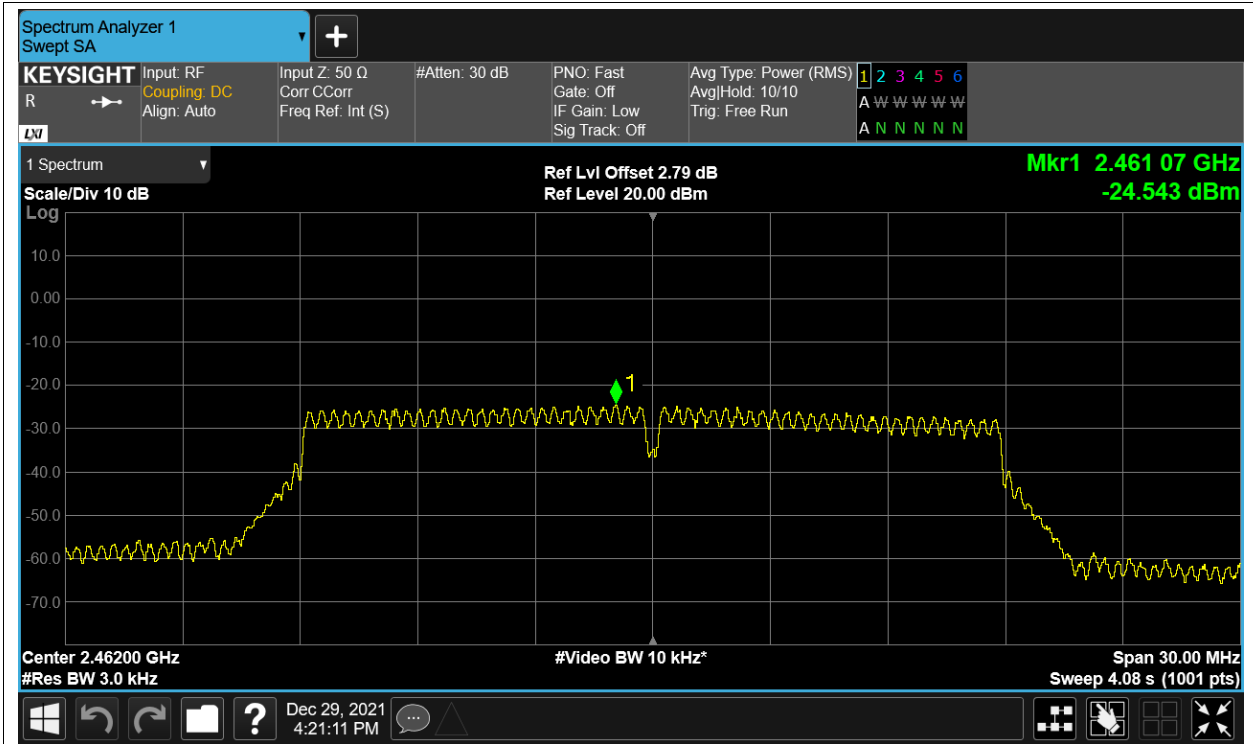 Spectrum Analyzer 1
Swept SA
KEYSIGHT
R
LXI
Input: RF
Coupling: DC
Align: Auto
Input Z: 50 Ω
Corr CCorr
Freq Ref: Int (S)
#Atten: 30 dB
PNO: Fast
Gate: Off
IF Gain: Low
Sig Track: Off
Avg Type: Power (RMS)
Avg|Hold: 10/10
Trig: Free Run
1 2 3 4 5 6
A W W W W W
A N N N N N
1 Spectrum
Scale/Div 10 dB
Log
Ref Lvl Offset 2.79 dB
Ref Level 20.00 dBm
Mkr1 2.461 07 GHz
-24.543 dBm
10.0
0.00
-10.0
-20.0
-30.0
-40.0
-50.0
-60.0
-70.0
1
Center 2.46200 GHz
#Res BW 3.0 kHz
#Video BW 10 kHz*
Span 30.00 MHz
Sweep 4.08 s (1001 pts)
?
Dec 29, 2021
4:21:11 PM